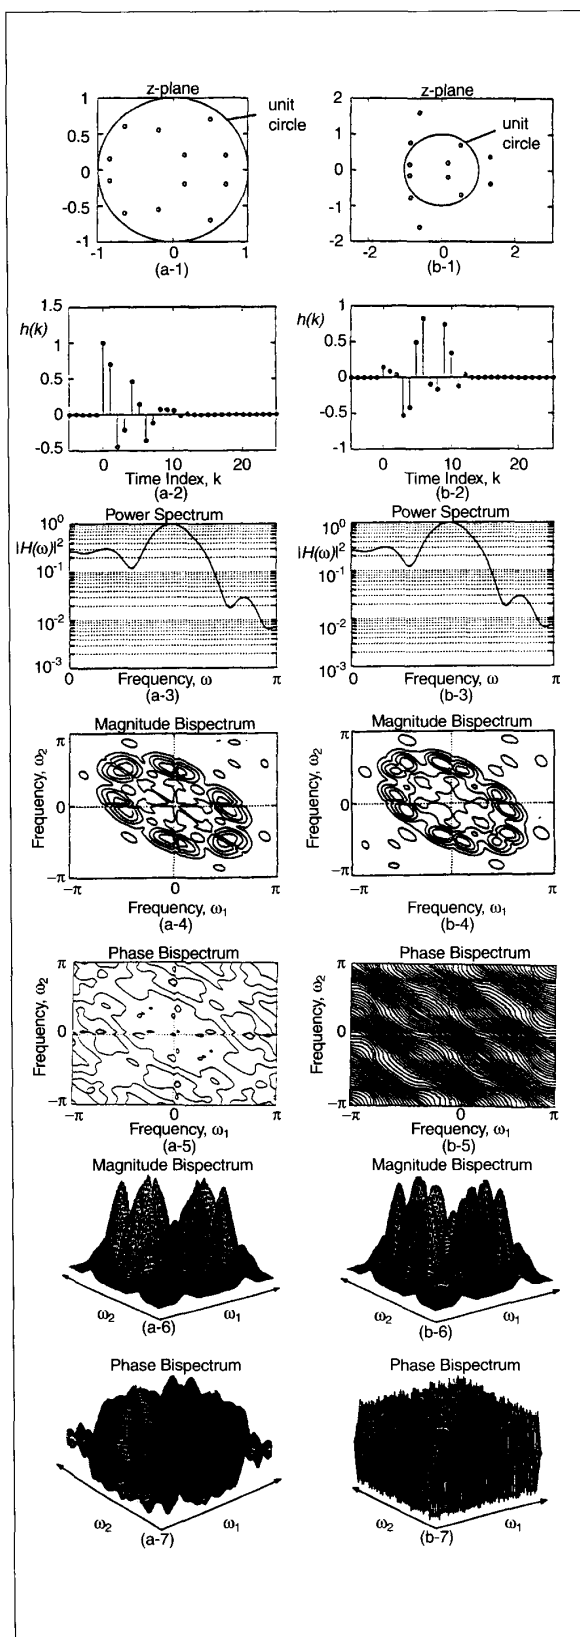 z-plane
1
0.5
0
-0.5
-1
-1
0
1
unit
circle
(a-1)
z-plane
2
1
0
-1
-2
-2
0
2
unit
circle
(b-1)
1.5
h(k)
1
0.5
0
-0.5
0
10
20
Time Index, k
(a-2)
1
h(k)
0.5
0
-0.5
-1
0
10
20
Time Index, k
(b-2)
Power Spectrum
10⁰
|H(ω)|²
10⁻¹
10⁻²
10⁻³
0
Frequency, ω
π
(a-3)
Power Spectrum
10⁰
|H(ω)|²
10⁻¹
10⁻²
10⁻³
0
Frequency, ω
π
(b-3)
Magnitude Bispectrum
π
Frequency, ω₂
0
−π
−π
0
π
Frequency, ω₁
(a-4)
Magnitude Bispectrum
π
Frequency, ω₂
0
−π
−π
0
π
Frequency, ω₁
(b-4)
Phase Bispectrum
π
Frequency, ω₂
0
−π
−π
0
π
Frequency, ω₁
(a-5)
Phase Bispectrum
π
Frequency, ω₂
0
−π
−π
0
π
Frequency, ω₁
(b-5)
Magnitude Bispectrum
ω₂
ω₁
(a-6)
Magnitude Bispectrum
ω₂
ω₁
(b-6)
Phase Bispectrum
ω₂
ω₁
(a-7)
Phase Bispectrum
ω₂
ω₁
(b-7)